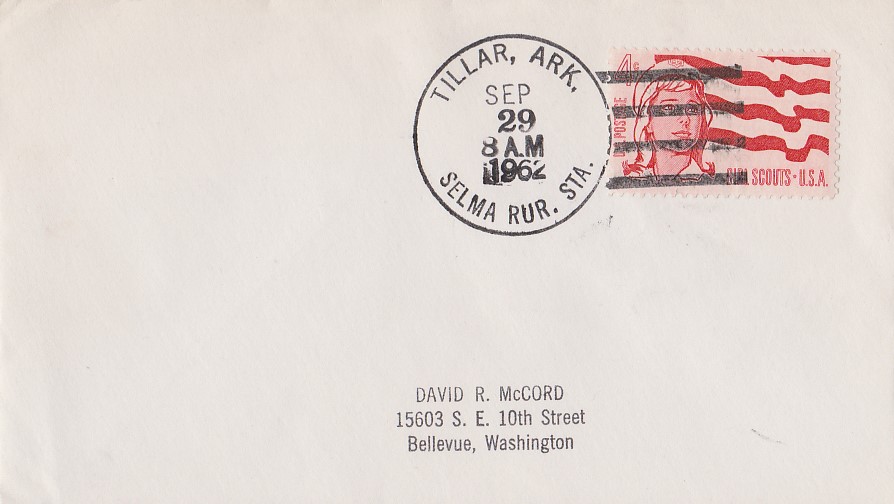 TILLAR, ARK.
SEP
29
8 A.M
1962
SELMA RUR. STA.
4c
U.S. POSTAGE
GIRL SCOUTS · U.S.A.
DAVID R. McCORD
15603 S. E. 10th Street
Bellevue, Washington